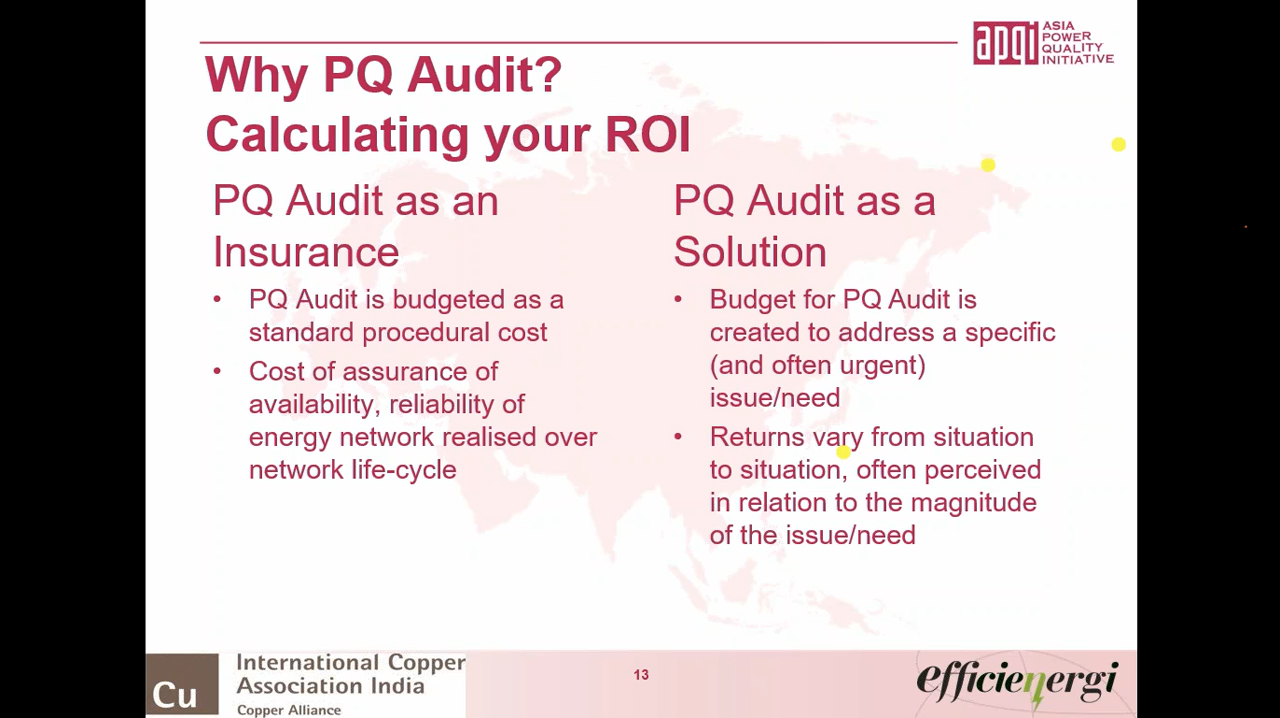 apqi ASIA
POWER
QUALITY
INITIATIVE
Why PQ Audit?
Calculating your ROI
PQ Audit as an
Insurance
• PQ Audit is budgeted as a
standard procedural cost
• Cost of assurance of
availability, reliability of
energy network realised over
network life-cycle
PQ Audit as a
Solution
• Budget for PQ Audit is
created to address a specific
(and often urgent)
issue/need
• Returns vary from situation
to situation, often perceived
in relation to the magnitude
of the issue/need
Cu
International Copper
Association India
Copper Alliance
13
efficienergi